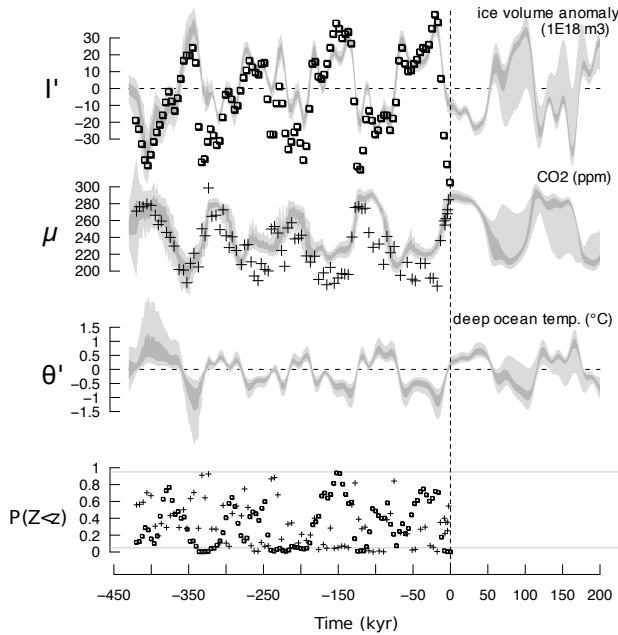 ice volume anomaly
(1E18 m3)
30
20
10
0
−10
−20
−30
I'
CO2 (ppm)
300
280
260
240
220
200
μ
deep ocean temp. (°C)
1.5
1
0.5
0
−0.5
−1
−1.5
θ'
1
0.8
0.6
0.4
0.2
0
P(Z<z)
−450 −350 −250 −150 −50 0 50 100 150 200
Time (kyr)